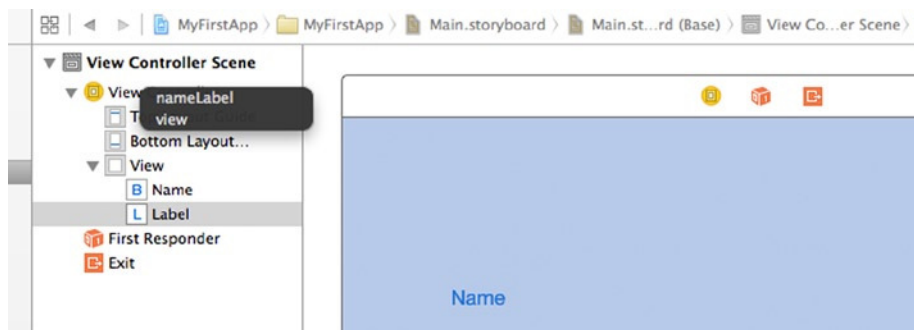 MyFirstApp MyFirstApp Main.storyboard Main.st...rd (Base) View Co...er Scene
View Controller Scene
View
nameLabel
view
Bottom Layout...
View
B Name
L Label
First Responder
Exit
Name